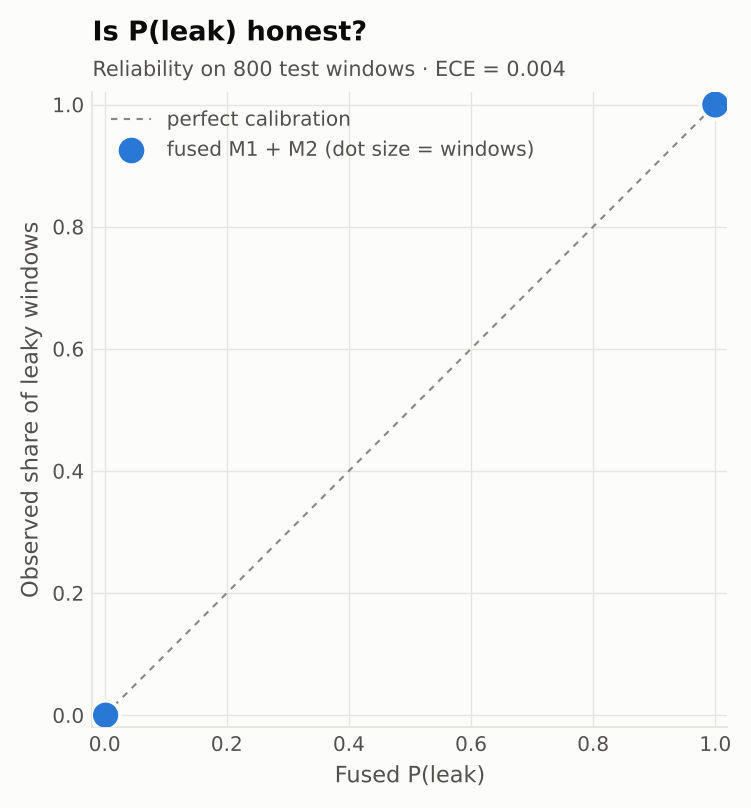 Is P(leak) honest?
Reliability on 800 test windows · ECE = 0.004
perfect calibration
fused M1 + M2 (dot size = windows)
Observed share of leaky windows
1.0
0.8
0.6
0.4
0.2
0.0
0.0 0.2 0.4 0.6 0.8 1.0
Fused P(leak)